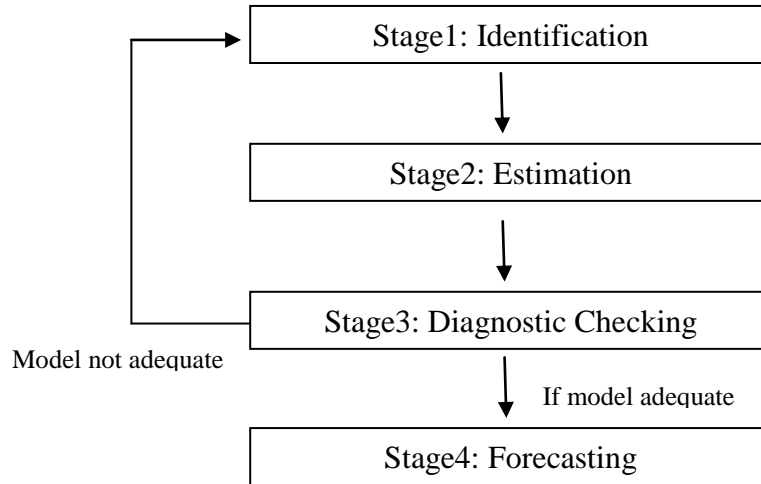 Stage1: Identification
Stage2: Estimation
Stage3: Diagnostic Checking
Model not adequate
If model adequate
Stage4: Forecasting